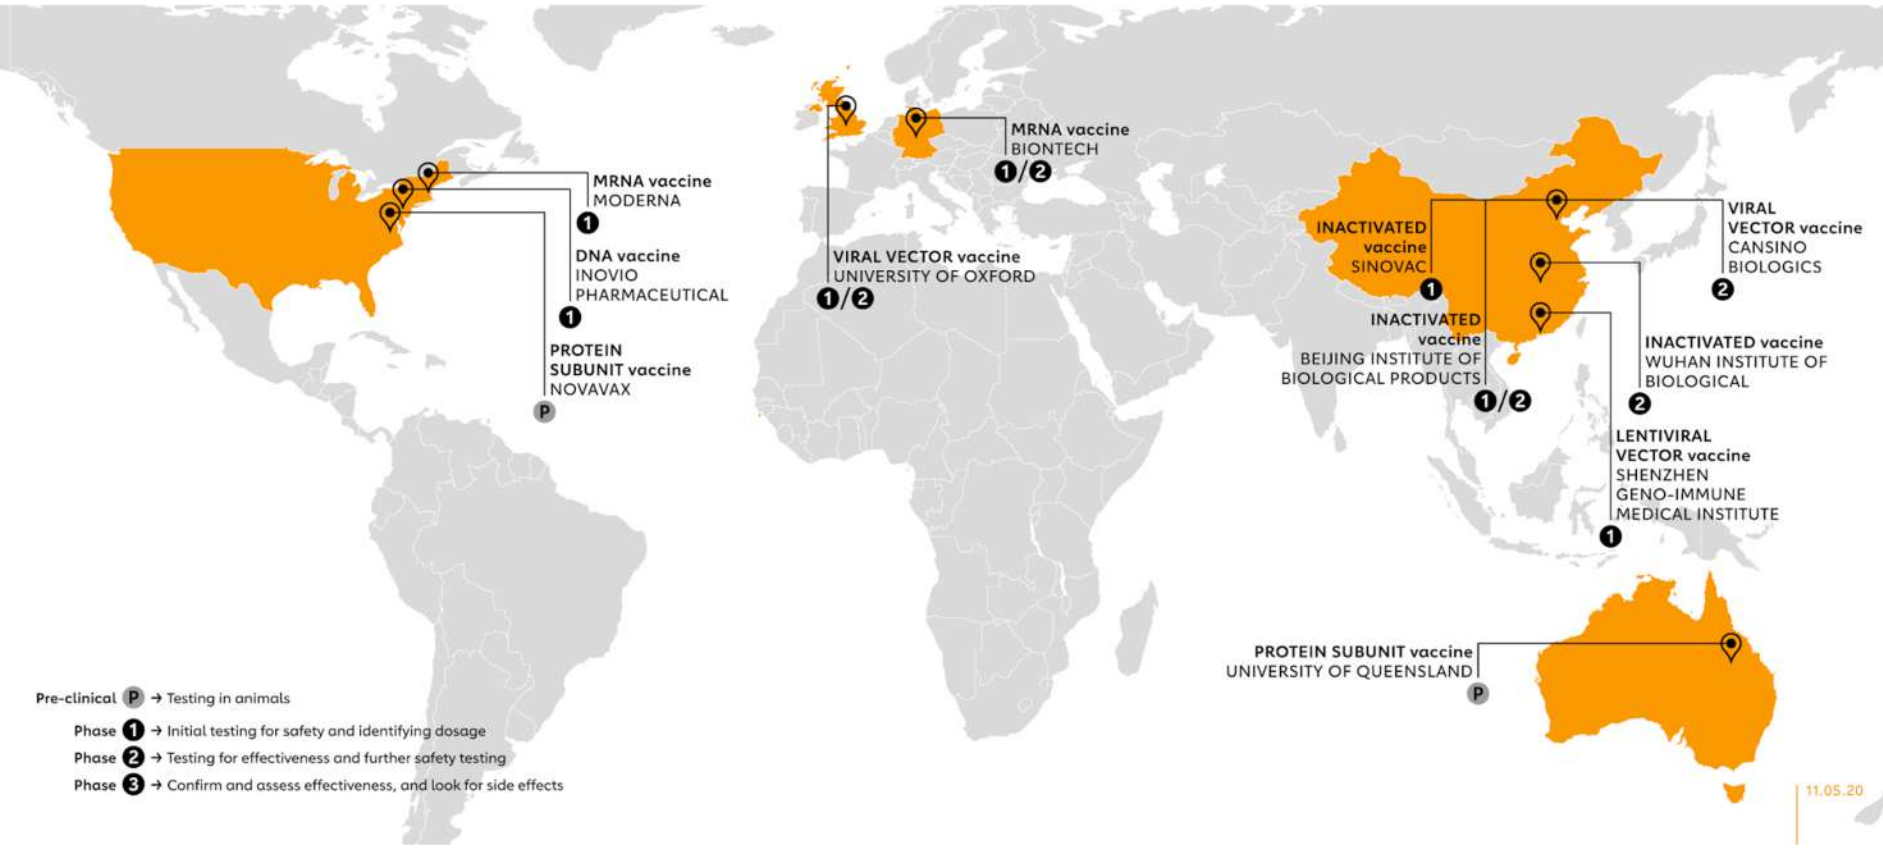 MRNA vaccine
MODERNA
1
DNA vaccine
INOVIO
PHARMACEUTICAL
1
PROTEIN
SUBUNIT vaccine
NOVAVAX
P
MRNA vaccine
BIONTECH
1/2
VIRAL VECTOR vaccine
UNIVERSITY OF OXFORD
1/2
INACTIVATED
vaccine
SINOVAC
1
INACTIVATED
vaccine
BEIJING INSTITUTE OF
BIOLOGICAL PRODUCTS
1/2
VIRAL
VECTOR vaccine
CANSINO
BIOLOGICS
2
INACTIVATED vaccine
WUHAN INSTITUTE OF
BIOLOGICAL
2
LENTIVIRAL
VECTOR vaccine
SHENZHEN
GENO-IMMUNE
MEDICAL INSTITUTE
1
PROTEIN SUBUNIT vaccine
UNIVERSITY OF QUEENSLAND
P
Pre-clinical P → Testing in animals
Phase 1 → Initial testing for safety and identifying dosage
Phase 2 → Testing for effectiveness and further safety testing
Phase 3 → Confirm and assess effectiveness, and look for side effects
11.05.20